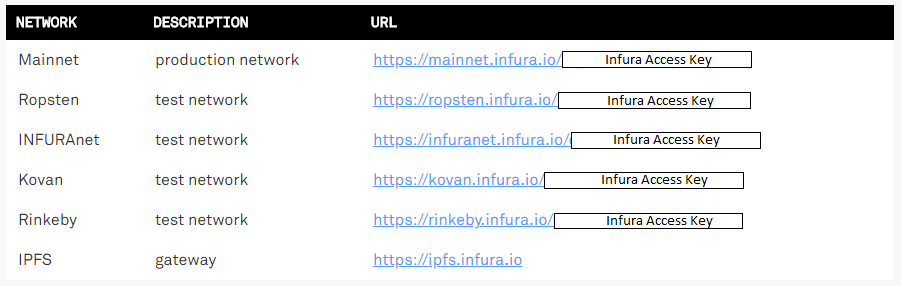 NETWORK DESCRIPTION URL
Mainnet production network https://mainnet.infura.io/ Infura Access Key
Ropsten test network https://ropsten.infura.io/ Infura Access Key
INFURAnet test network https://infuranet.infura.io/ Infura Access Key
Kovan test network https://kovan.infura.io/ Infura Access Key
Rinkeby test network https://rinkeby.infura.io/ Infura Access Key
IPFS gateway https://ipfs.infura.io